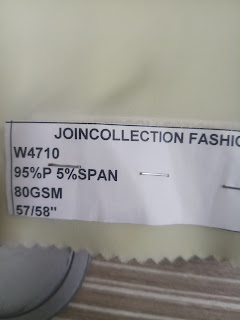 JOINCOLLECTION FASHIO
W4710
95%P 5%SPAN
80GSM
57/58"